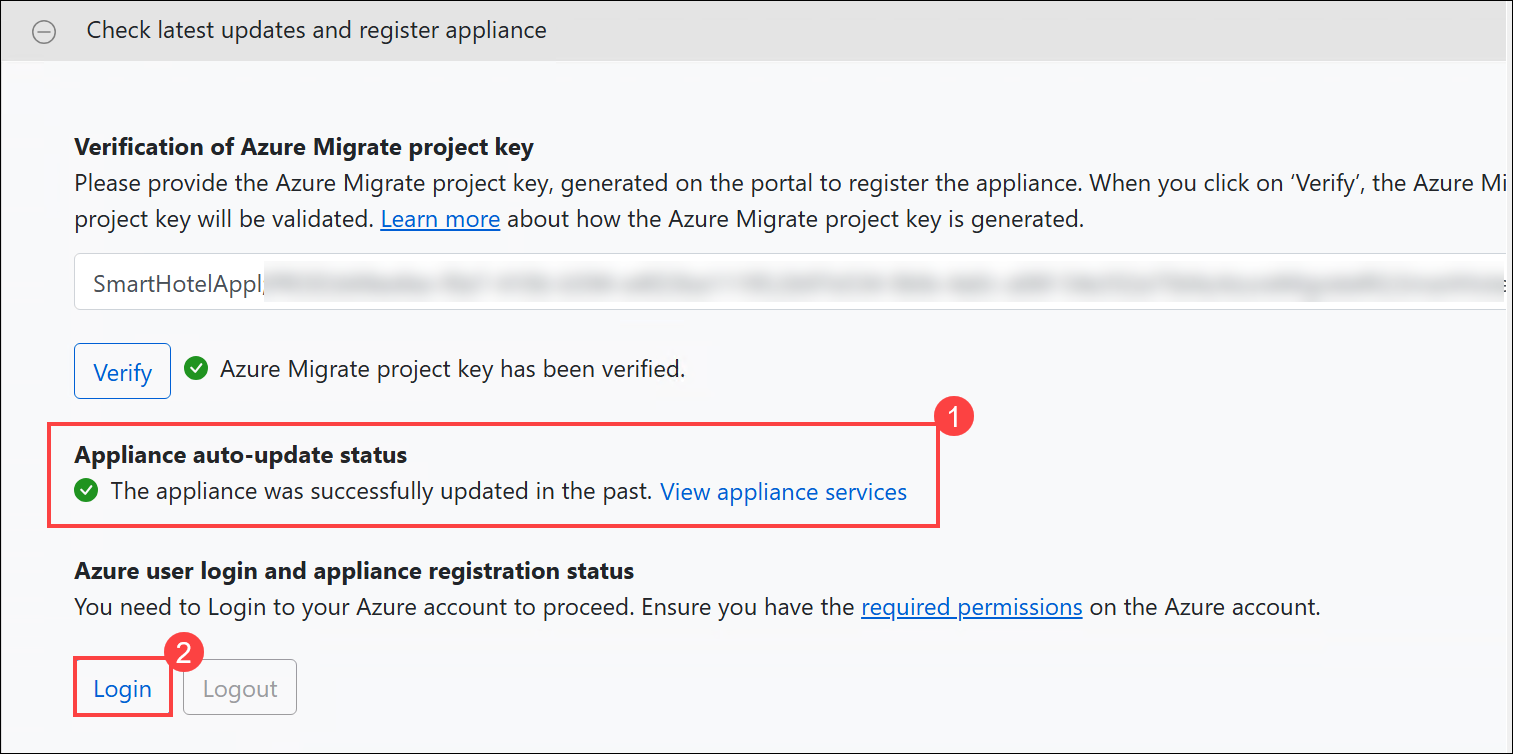 Check latest updates and register appliance
Verification of Azure Migrate project key
Please provide the Azure Migrate project key, generated on the portal to register the appliance. When you click on ‘Verify’, the Azure Mi
project key will be validated. Learn more about how the Azure Migrate project key is generated.
SmartHotelAppl
Verify Azure Migrate project key has been verified.
1
Appliance auto-update status
The appliance was successfully updated in the past. View appliance services
Azure user login and appliance registration status
You need to Login to your Azure account to proceed. Ensure you have the required permissions on the Azure account.
2
Login Logout